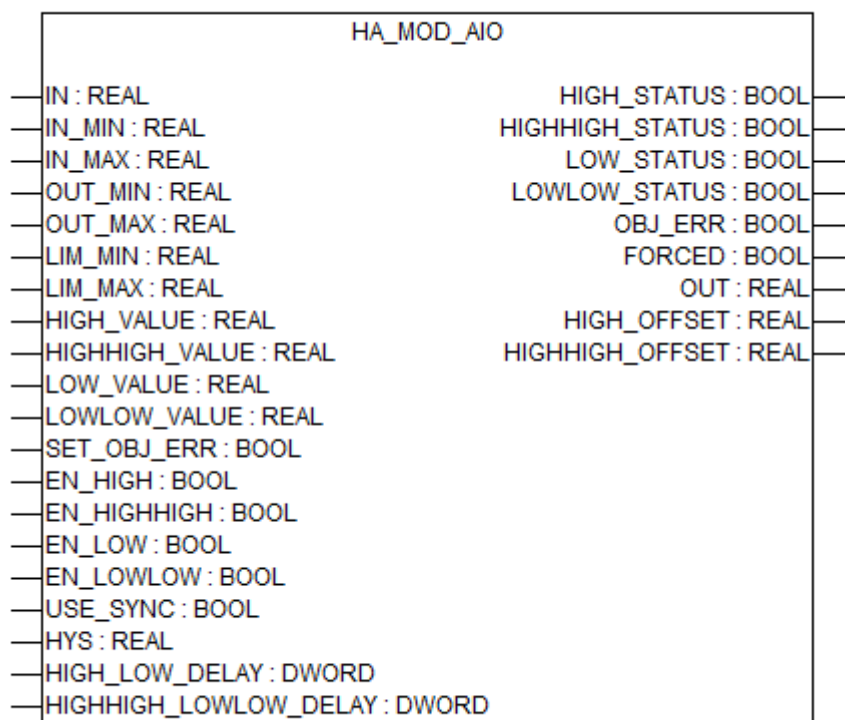 HA_MOD_AIO
IN : REAL HIGH_STATUS : BOOL
IN_MIN : REAL HIGHHIGH_STATUS : BOOL
IN_MAX : REAL LOW_STATUS : BOOL
OUT_MIN : REAL LOWLOW_STATUS : BOOL
OUT_MAX : REAL OBJ_ERR : BOOL
LIM_MIN : REAL FORCED : BOOL
LIM_MAX : REAL OUT : REAL
HIGH_VALUE : REAL HIGH_OFFSET : REAL
HIGHHIGH_VALUE : REAL HIGHHIGH_OFFSET : REAL
LOW_VALUE : REAL
LOWLOW_VALUE : REAL
SET_OBJ_ERR : BOOL
EN_HIGH : BOOL
EN_HIGHHIGH : BOOL
EN_LOW : BOOL
EN_LOWLOW : BOOL
USE_SYNC : BOOL
HYS : REAL
HIGH_LOW_DELAY : DWORD
HIGHHIGH_LOWLOW_DELAY : DWORD